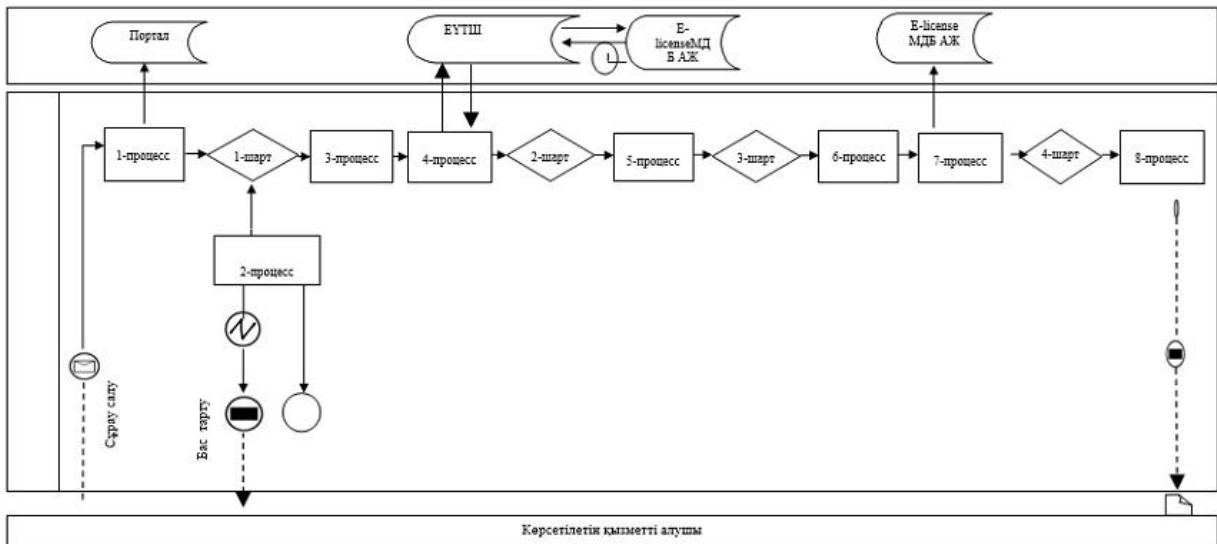 Портал
ЕҮТШ
E-
licenseМД
Б АЖ
E-license
МДБ АЖ
1-процесс
1-шарт
3-процесс
4-процесс
2-шарт
5-процесс
3-шарт
6-процесс
7-процесс
4-шарт
8-процесс
2-процесс
Сұрау салу
Бас тарту
Көрсетілетін қызметті алушы